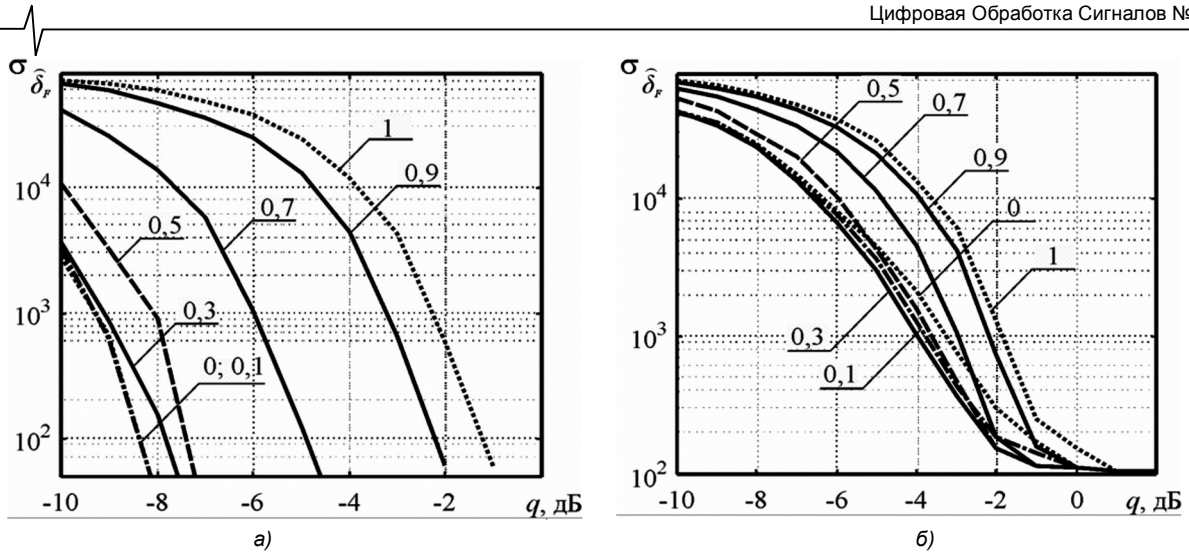 Цифровая Обработка Сигналов №
σ δ̂_F
10⁴
10³
10²
1
0,9
0,7
0,5
0,3
0; 0,1
-10 -8 -6 -4 -2 q, дБ
а)
σ δ̂_F
10⁴
10³
10²
0,5
0,7
0,9
0
1
0,3
0,1
-10 -8 -6 -4 -2 0 q, дБ
б)